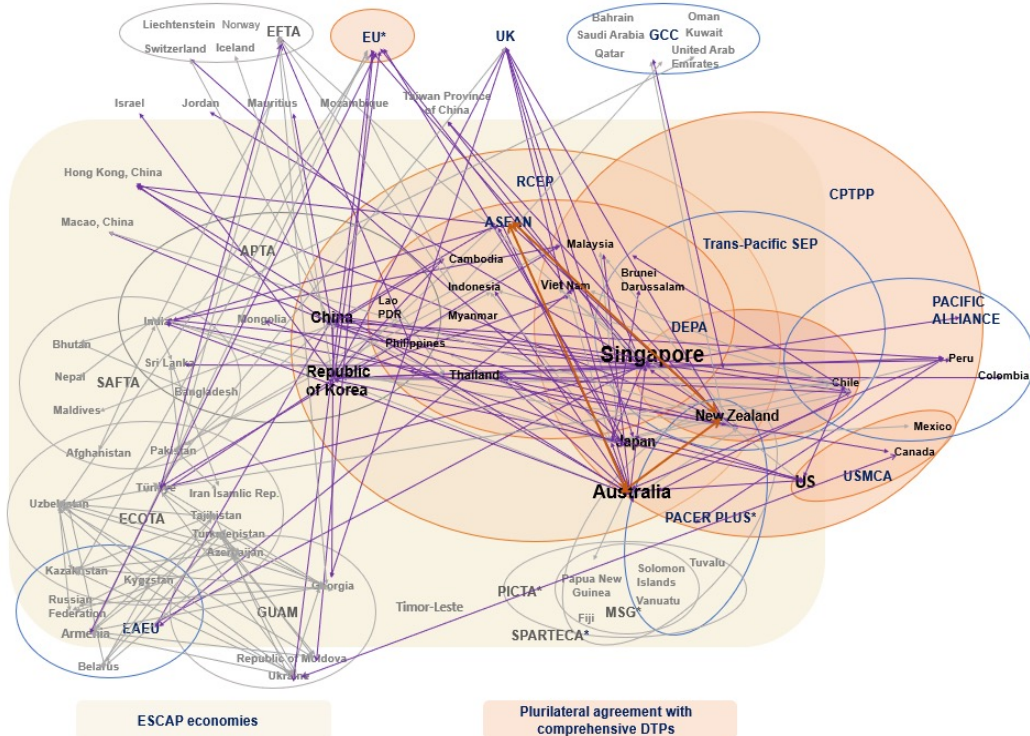 Liechtenstein Norway
EFTA
Switzerland Iceland
EU*
UK
Bahrain
Oman
Saudi Arabia
GCC
Kuwait
Qatar
United Arab
Emirates
Israel
Jordan
Mauritius
Mozambique
Taiwan Province
of China
Hong Kong, China
RCEP
CPTPP
Macao, China
ASEAN
Malaysia
Trans-Pacific SEP
APTA
Cambodia
Indonesia
Viet Nam
Brunei
Darussalam
Lao
PDR
Myanmar
PACIFIC
ALLIANCE
India
Mongolia
China
DEPA
Bhutan
Philippines
Singapore
Sri Lanka
Peru
Nepal
SAFTA
Republic
of Korea
Thailand
Chile
Colombia
Bangladesh
Maldives
New Zealand
Mexico
Japan
Afghanistan
Pakistan
Canada
USMCA
US
Türkiye
Iran Isamlic Rep.
Australia
Uzbekistan
ECOTA
Tajihistan
PACER PLUS*
Turkmenistan
Azerbaijan
Kazakhstan
Kygzstan
Georgia
Solomon
Islands
Tuvalu
Papua New
Guinea
PICTA*
Russian
Federation
GUAM
Timor-Leste
Vanuatu
MSG*
Fiji
Armenia
EAEU
SPARTECA*
Belarus
Republic of Moldova
Ukraine
ESCAP economies
Plurilateral agreement with
comprehensive DTPs